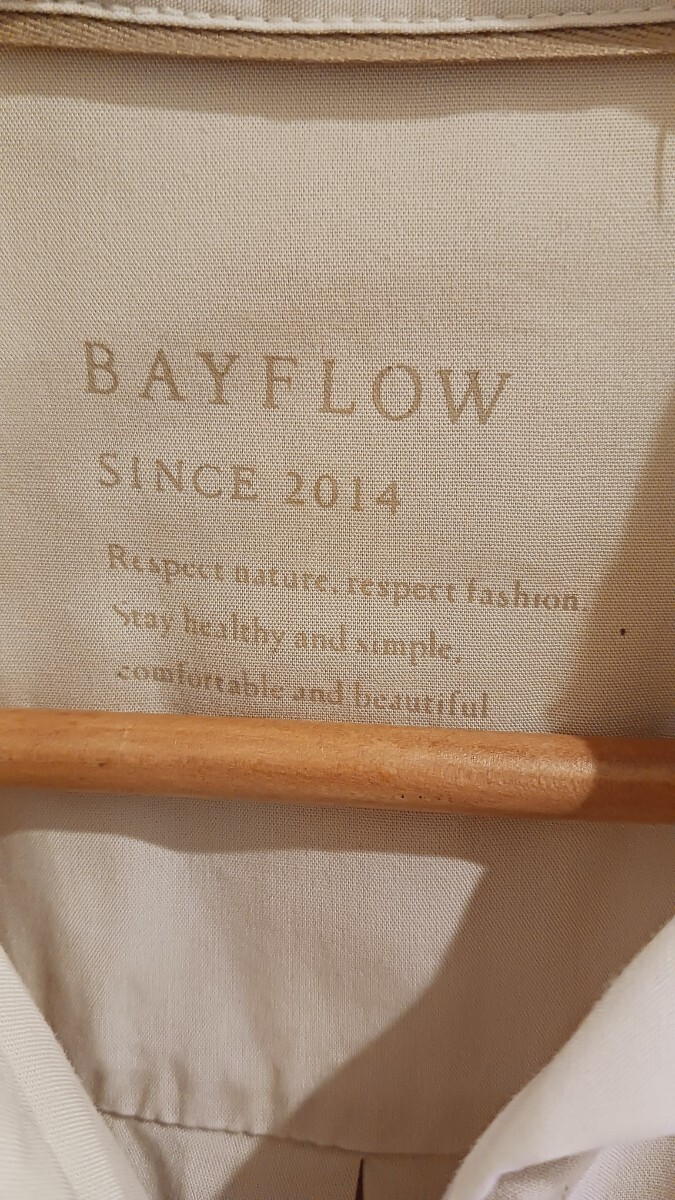 BAYFLOW
SINCE 2014
Respect nature, respect fashion.
Stay healthy and simple,
comfortable and beautiful